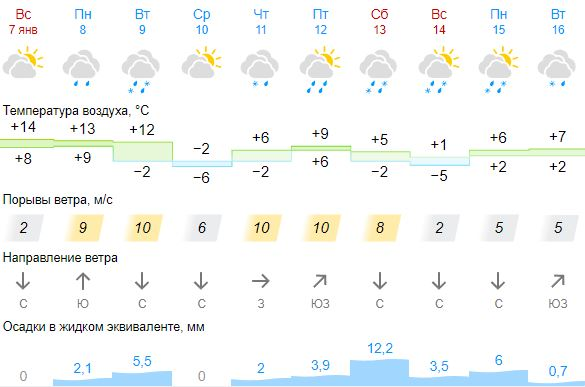 Вс Пн Вт Ср Чт Пт Сб Вс Пн Вт
7 янв 8 9 10 11 12 13 14 15 16
Температура воздуха, °C
+14 +13 +12 −2 +6 +9 +5 +1 +6 +7
+8 +9 −2 −6 −2 +6 −2 −5 +2 +2
Порывы ветра, м/с
2 9 10 6 10 10 8 2 5 5
Направление ветра
С Ю С С З ЮЗ С С С ЮЗ
Осадки в жидком эквиваленте, мм
0 2,1 5,5 0 2 3,9 12,2 3,5 6 0,7